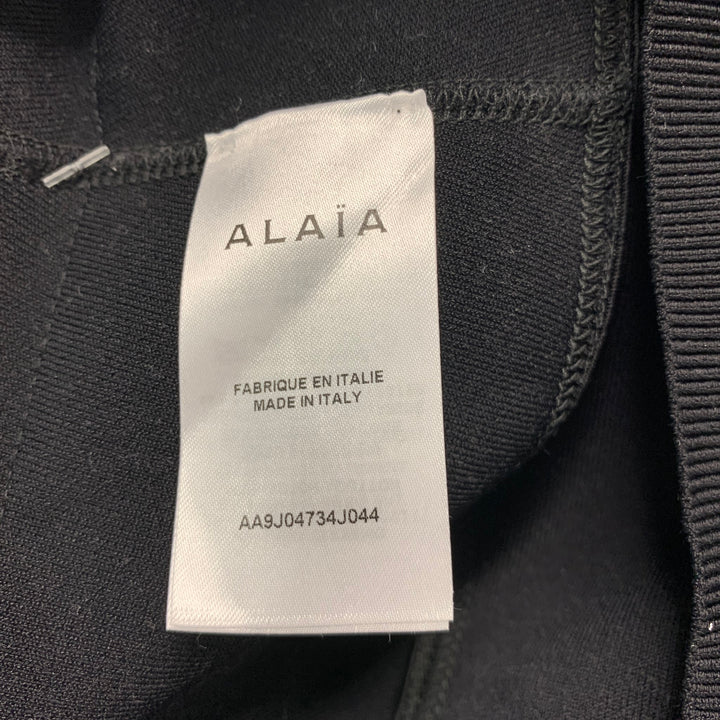 ALAÏA
FABRIQUE EN ITALIE
MADE IN ITALY
AA9J04734J044